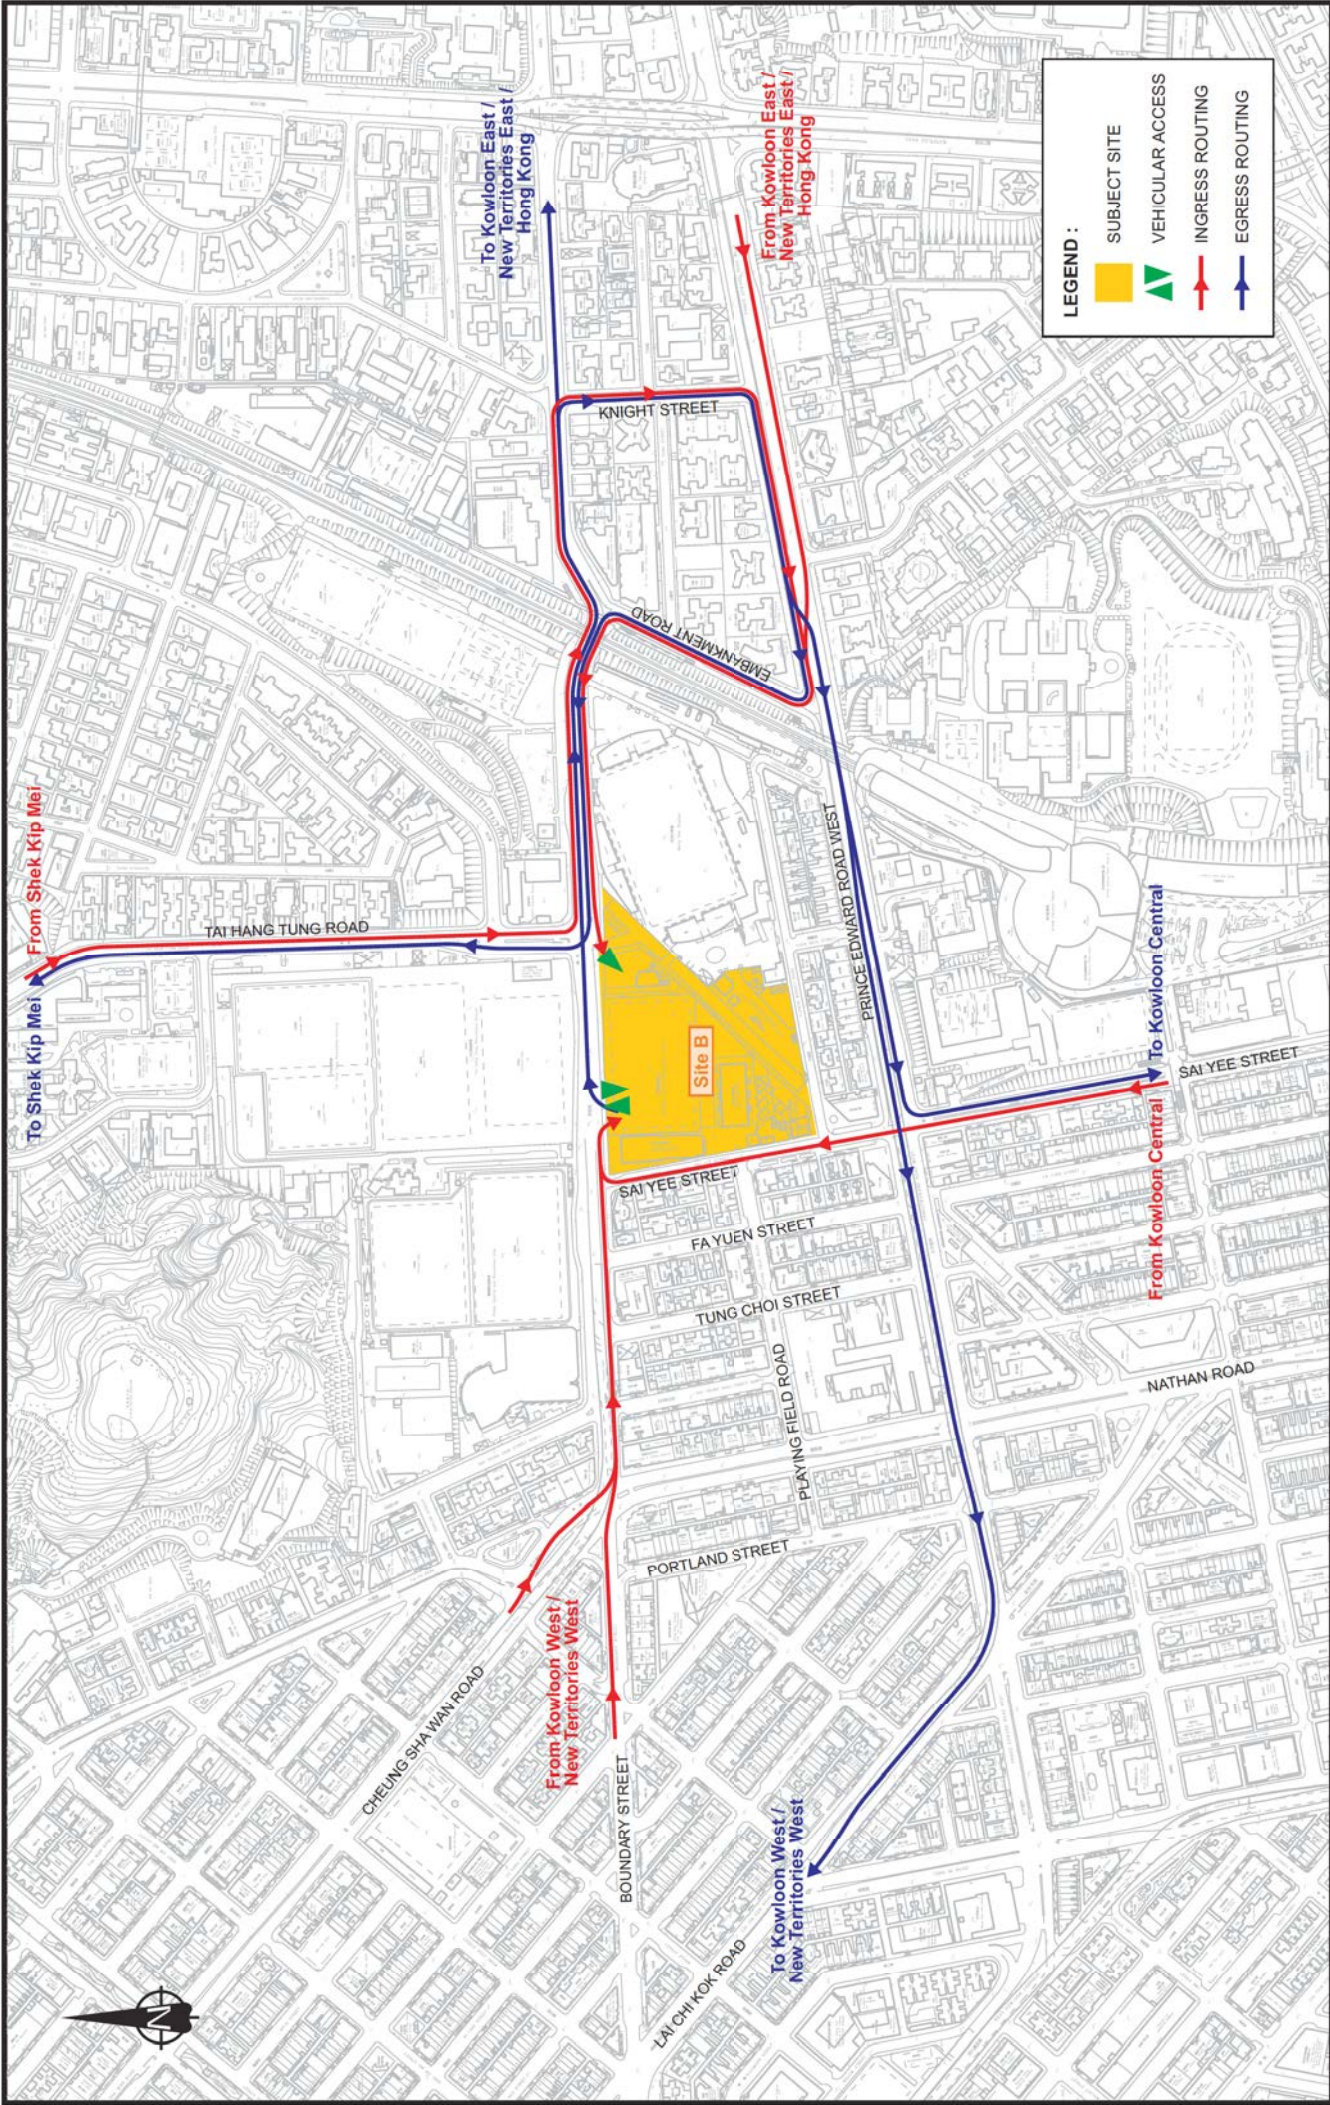 From Shek Kip Mei
To Shek Kip Mei
TAI HANG TUNG ROAD
To Kowloon East /
New Territories East /
Hong Kong
From Kowloon East /
New Territories East /
Hong Kong
KNIGHT STREET
EMBANKMENT ROAD
PRINCE EDWARD ROAD WEST
Site B
SAI YEE STREET
FA YUEN STREET
TUNG CHOI STREET
PLAYING FIELD ROAD
PORTLAND STREET
NATHAN ROAD
SAI YEE STREET
To Kowloon Central
From Kowloon Central
CHEUNG SHA WAN ROAD
From Kowloon West /
New Territories West
BOUNDARY STREET
To Kowloon West /
New Territories West
LAI CHI KOK ROAD
N
LEGEND :
SUBJECT SITE
VEHICULAR ACCESS
INGRESS ROUTING
EGRESS ROUTING